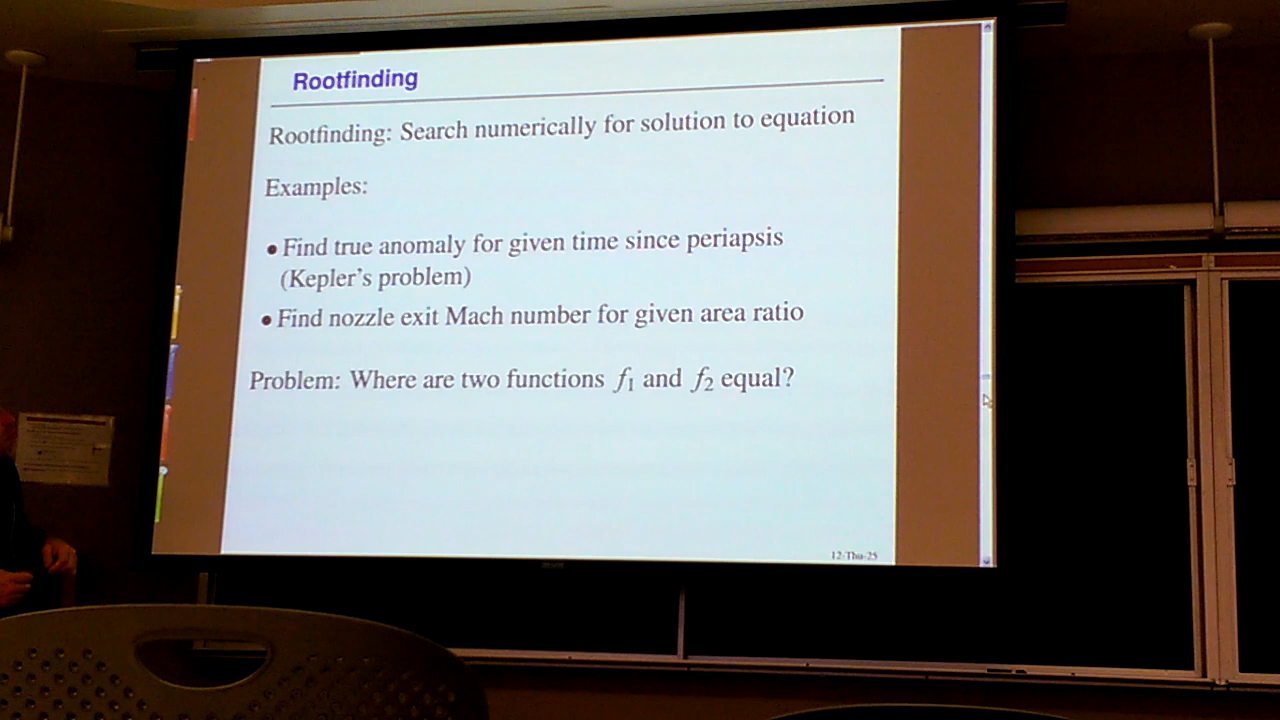 Rootfinding
Rootfinding: Search numerically for solution to equation
Examples:
• Find true anomaly for given time since periapsis
(Kepler's problem)
• Find nozzle exit Mach number for given area ratio
Problem: Where are two functions f₁ and f₂ equal?
12-Thu-25